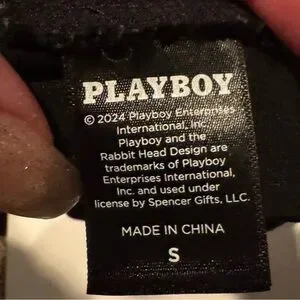 PLAYBOY
© 2024 Playboy Enterprises
International, Inc.
Playboy and the
Rabbit Head Design are
trademarks of Playboy
Enterprises International,
Inc. and used under
license by Spencer Gifts, LLC.
MADE IN CHINA
S